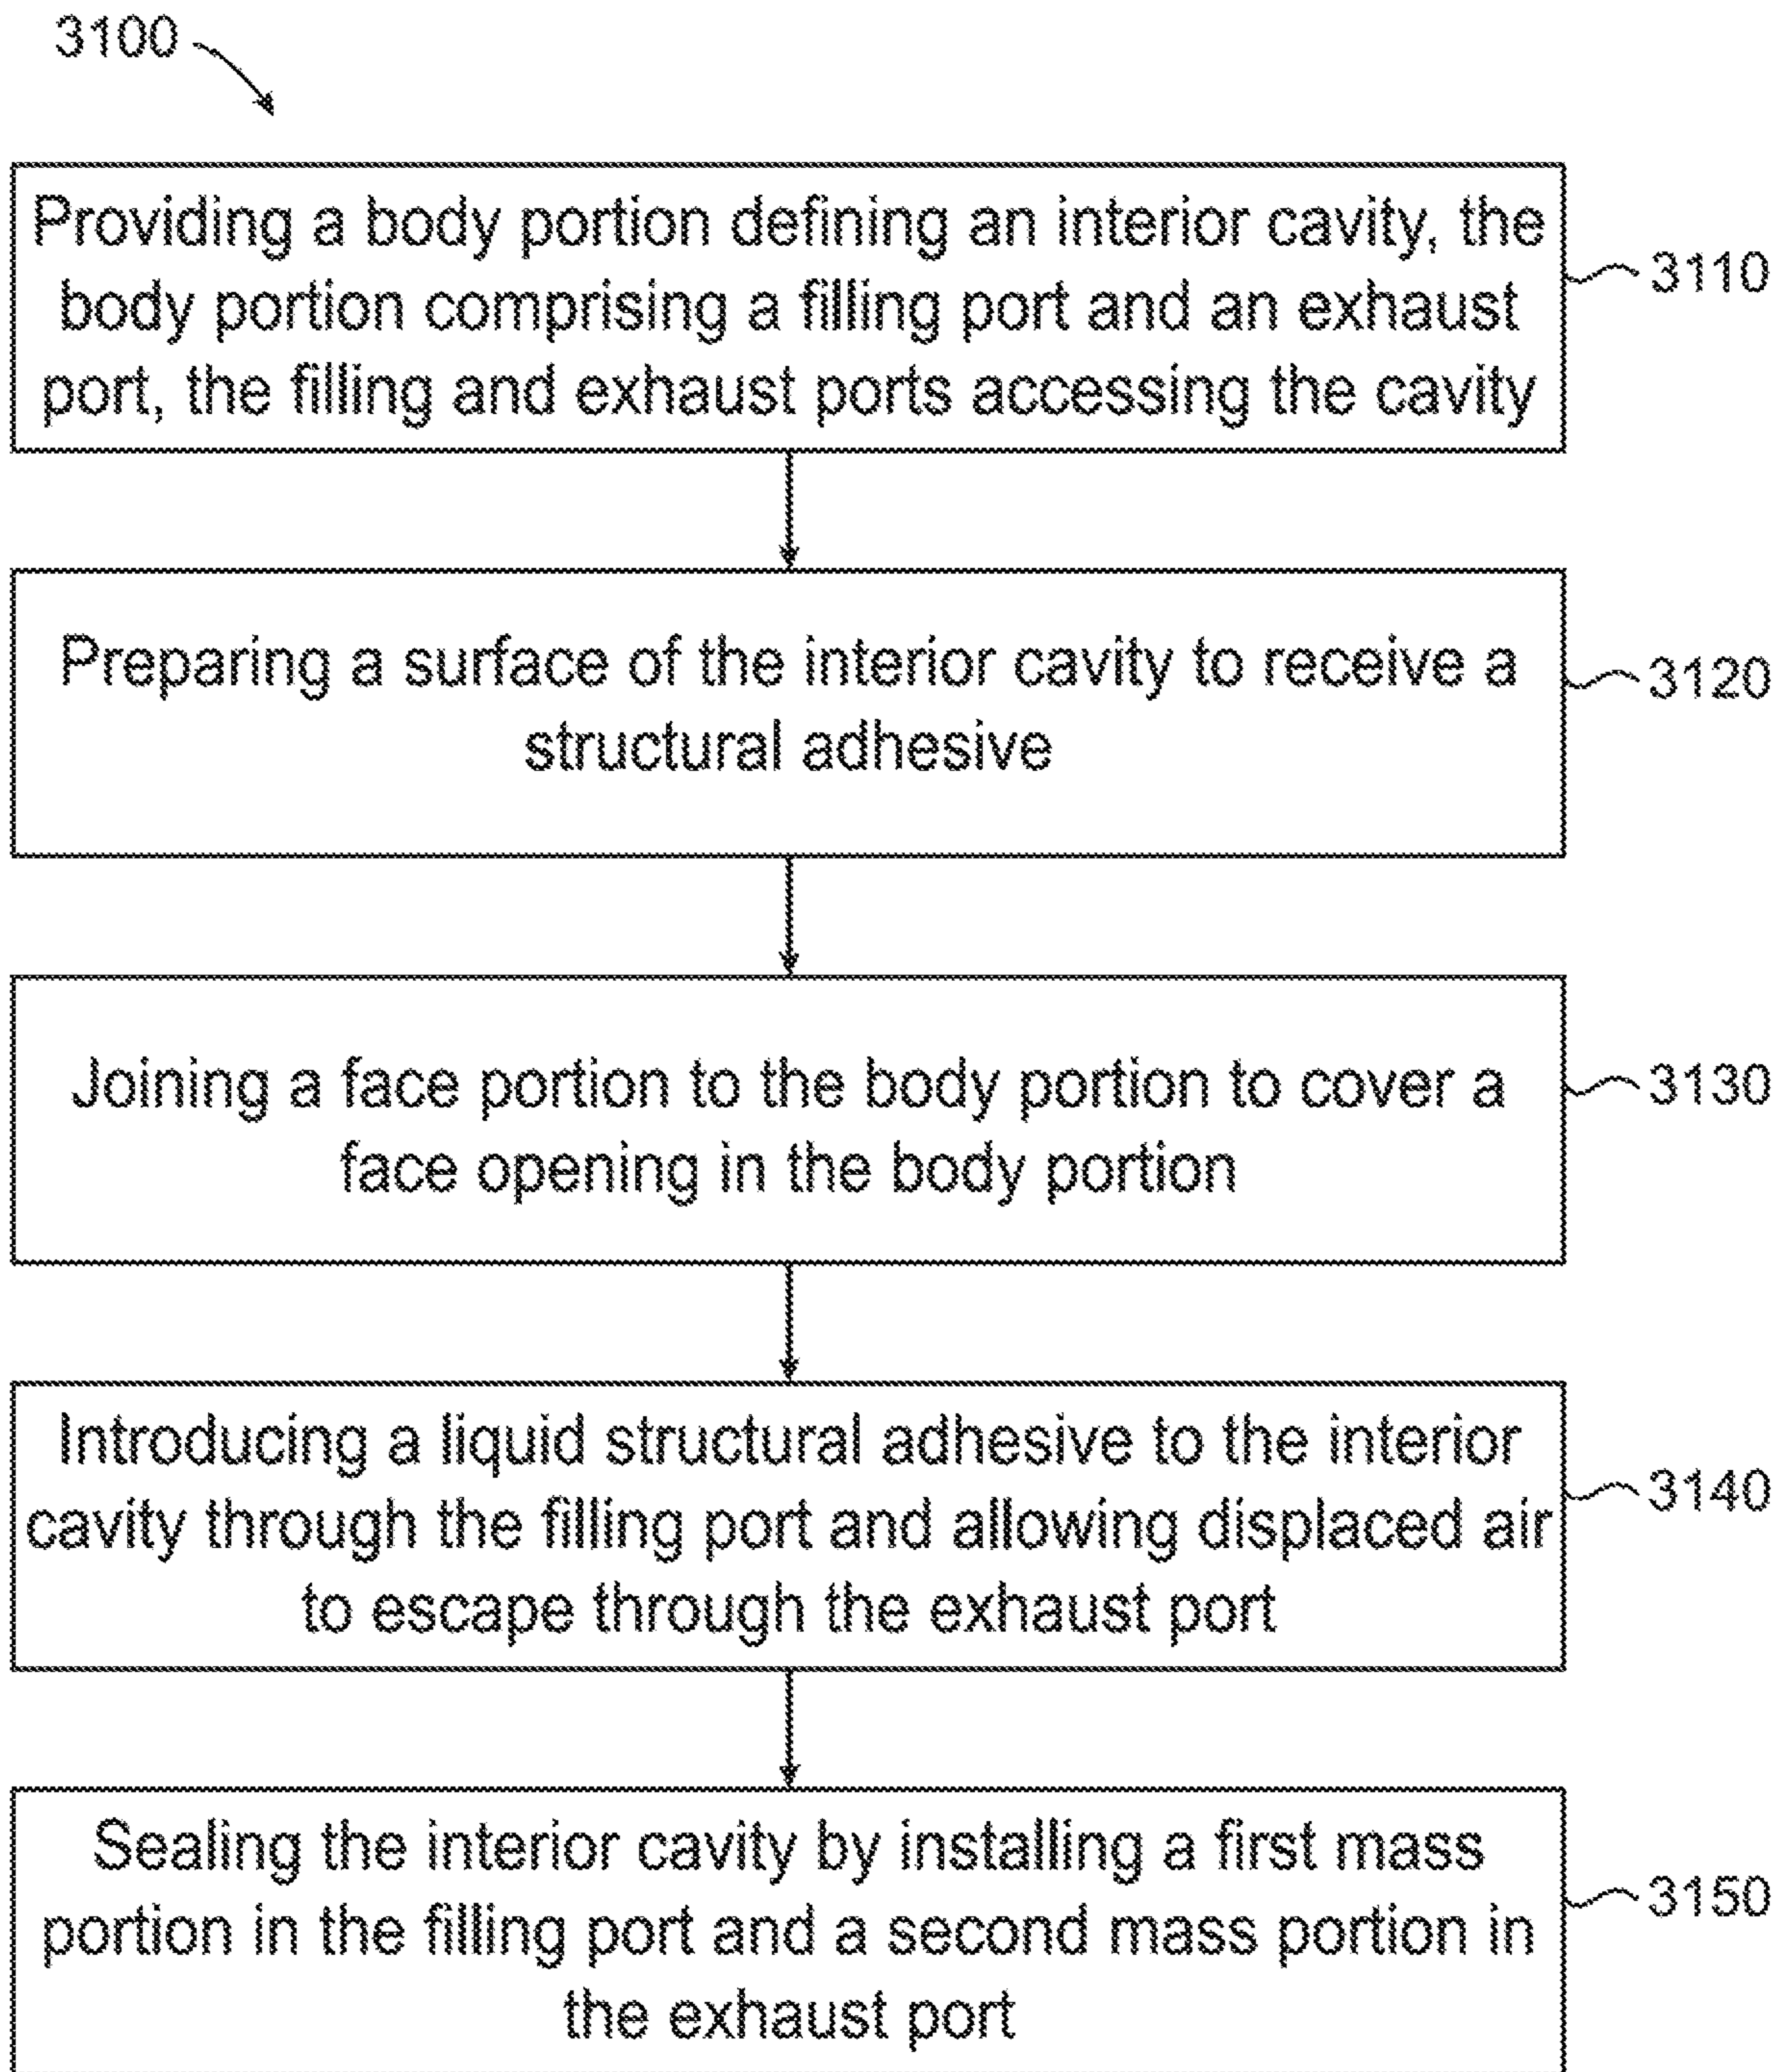 3100
Providing a body portion defining an interior cavity, the
body portion comprising a filling port and an exhaust
port, the filling and exhaust ports accessing the cavity
3110
Preparing a surface of the interior cavity to receive a
structural adhesive
3120
Joining a face portion to the body portion to cover a
face opening in the body portion
3130
Introducing a liquid structural adhesive to the interior
cavity through the filling port and allowing displaced air
to escape through the exhaust port
3140
Sealing the interior cavity by installing a first mass
portion in the filling port and a second mass portion in
the exhaust port
3150